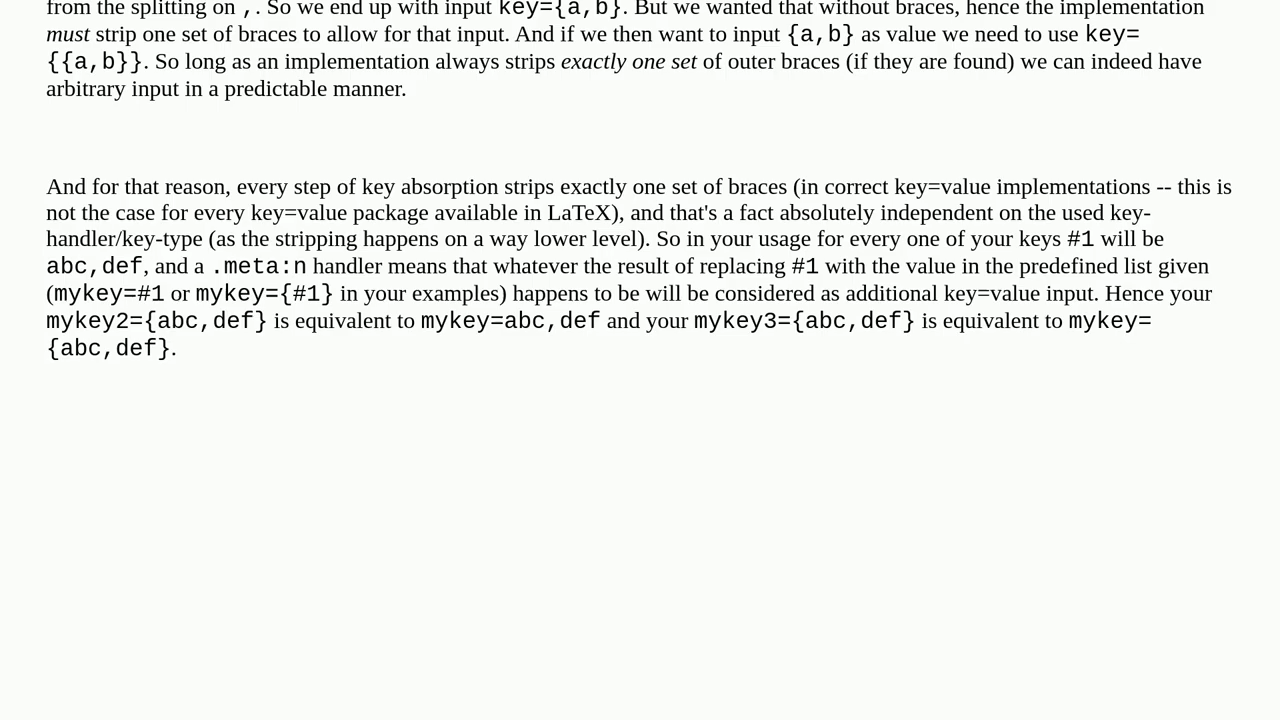 from the splitting on ,. So we end up with input key={a,b}. But we wanted that without braces, hence the implementation
must strip one set of braces to allow for that input. And if we then want to input {a,b} as value we need to use key=
{{a,b}}. So long as an implementation always strips exactly one set of outer braces (if they are found) we can indeed have
arbitrary input in a predictable manner.
And for that reason, every step of key absorption strips exactly one set of braces (in correct key=value implementations -- this is
not the case for every key=value package available in LaTeX), and that's a fact absolutely independent on the used key-
handler/key-type (as the stripping happens on a way lower level). So in your usage for every one of your keys #1 will be
abc,def, and a .meta:n handler means that whatever the result of replacing #1 with the value in the predefined list given
(mykey=#1 or mykey={#1} in your examples) happens to be will be considered as additional key=value input. Hence your
mykey2={abc,def} is equivalent to mykey=abc,def and your mykey3={abc,def} is equivalent to mykey=
{abc,def}.